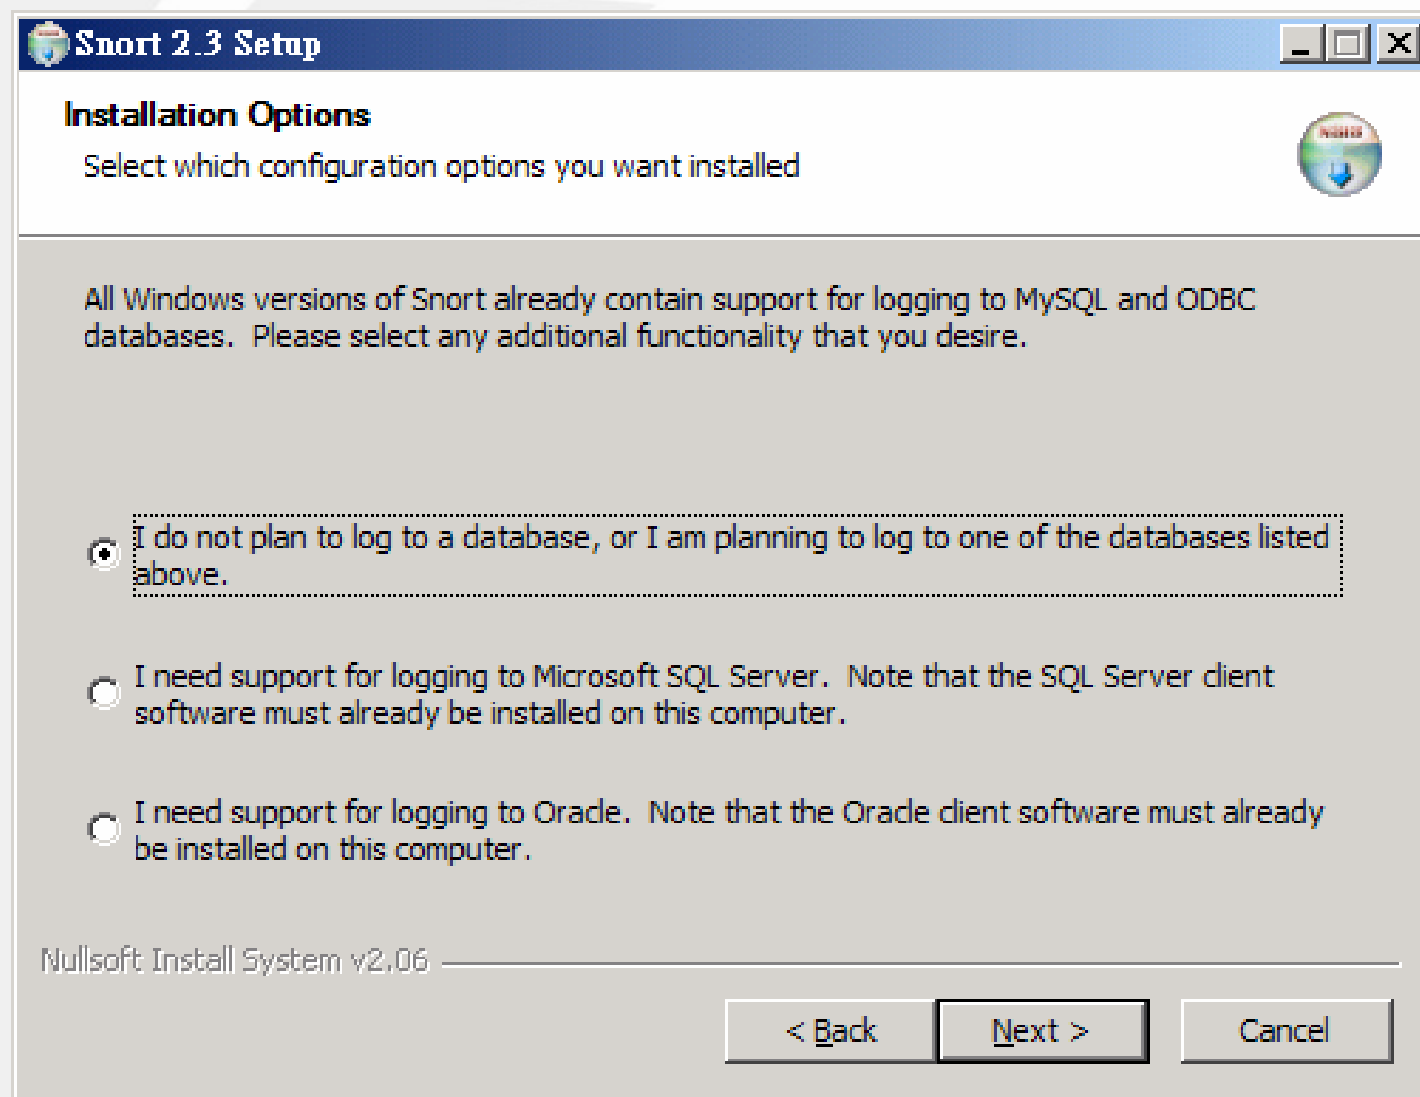 Snort 2.3 Setup
Installation Options
Select which configuration options you want installed
All Windows versions of Snort already contain support for logging to MySQL and ODBC
databases.  Please select any additional functionality that you desire.
I do not plan to log to a database, or I am planning to log to one of the databases listed
above.
I need support for logging to Microsoft SQL Server.  Note that the SQL Server client
software must already be installed on this computer.
I need support for logging to Oracle.  Note that the Oracle client software must already
be installed on this computer.
Nullsoft Install System v2.06
< Back
Next >
Cancel